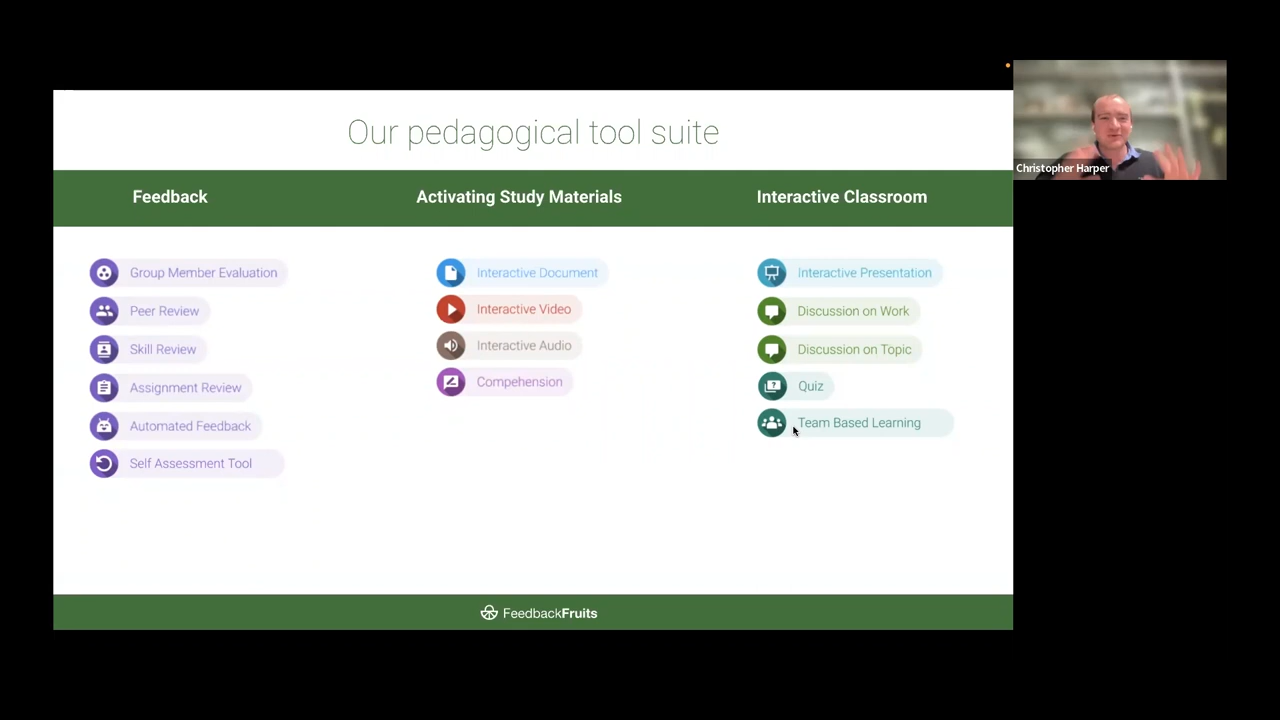 Our pedagogical tool suite
Feedback
Activating Study Materials
Interactive Classroom
Group Member Evaluation
Peer Review
Skill Review
Assignment Review
Automated Feedback
Self Assessment Tool
Interactive Document
Interactive Video
Interactive Audio
Compehension
Interactive Presentation
Discussion on Work
Discussion on Topic
Quiz
Team Based Learning
FeedbackFruits
Christopher Harper